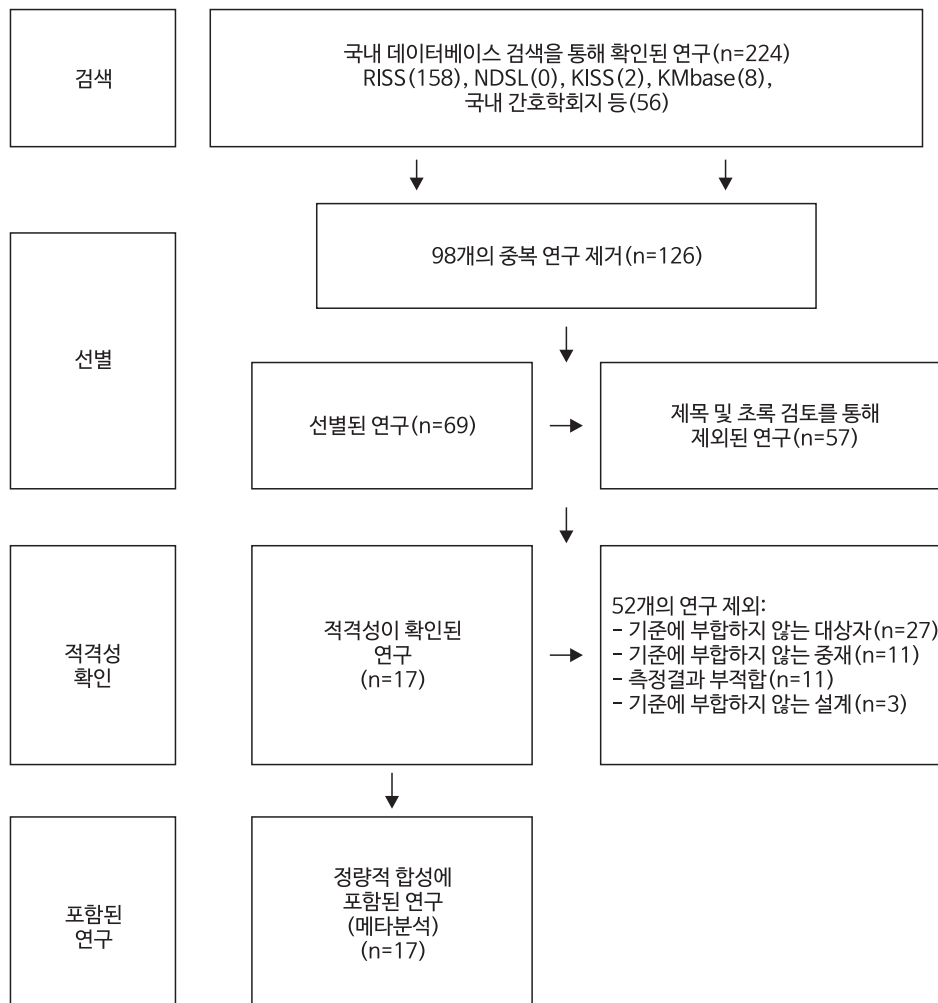 검색
국내 데이터베이스 검색을 통해 확인된 연구(n=224)
RISS(158), NDSL(0), KISS(2), KMbase(8),
국내 간호학회지 등(56)
선별
98개의 중복 연구 제거(n=126)
선별된 연구(n=69)
제목 및 초록 검토를 통해
제외된 연구(n=57)
적격성
확인
적격성이 확인된
연구
(n=17)
52개의 연구 제외:
- 기준에 부합하지 않는 대상자(n=27)
- 기준에 부합하지 않는 중재(n=11)
- 측정결과 부적합(n=11)
- 기준에 부합하지 않는 설계(n=3)
포함된
연구
정량적 합성에
포함된 연구
(메타분석)
(n=17)